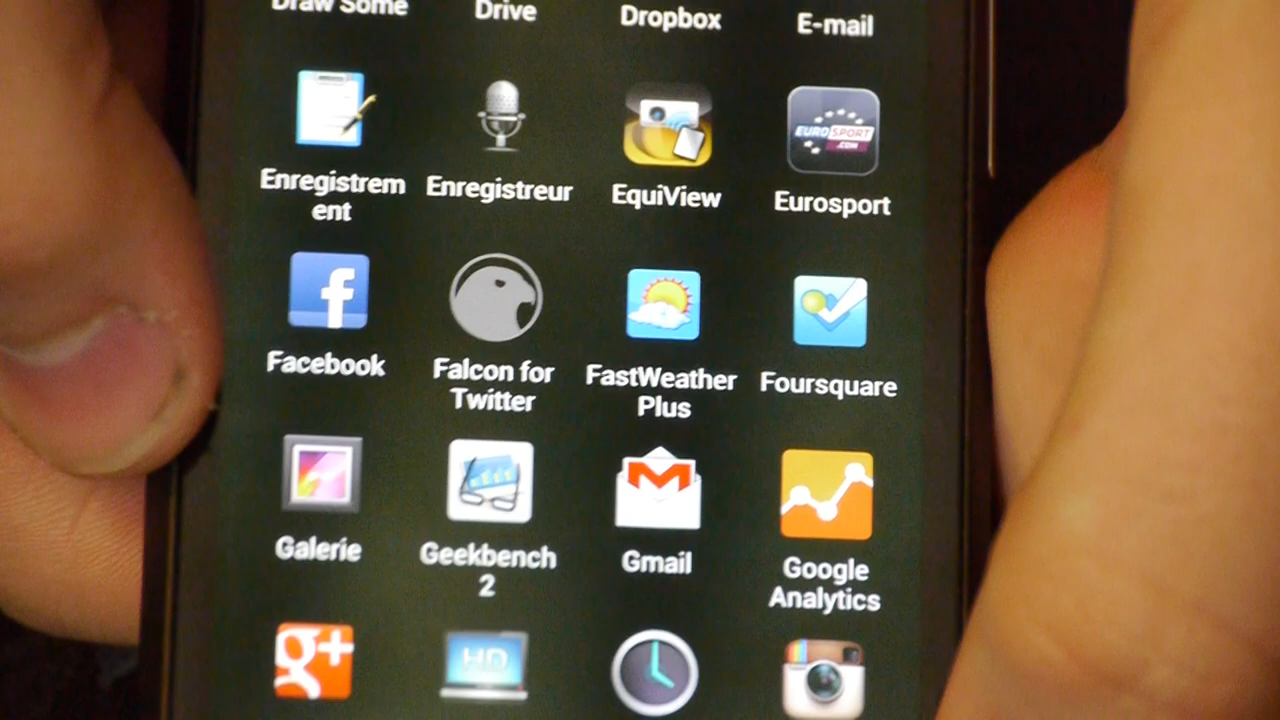 Draw Some
Drive
Dropbox
E-mail
EUROSPORT
.COM
Enregistrem
ent
Enregistreur
EquiView
Eurosport
f
Facebook
Falcon for
Twitter
FastWeather
Plus
Foursquare
Galerie
Geekbench
2
Gmail
Google
Analytics
g+
HD